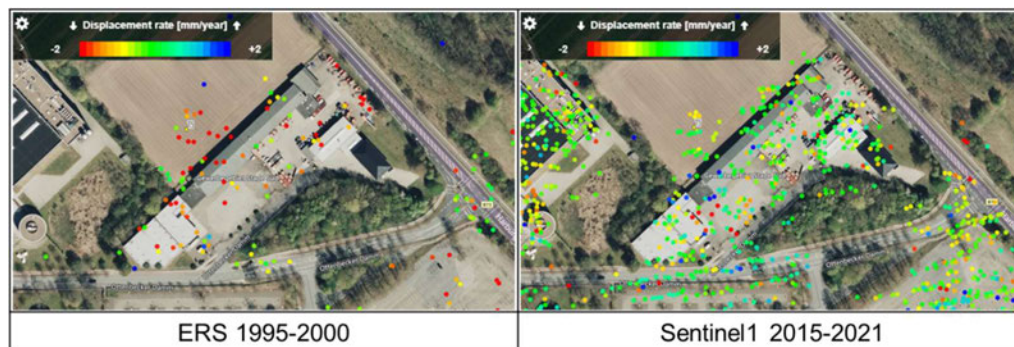 Displacement rate [mm/year]
-2
+2
Displacement rate [mm/year]
-2
+2
ERS 1995-2000
Sentinel1 2015-2021